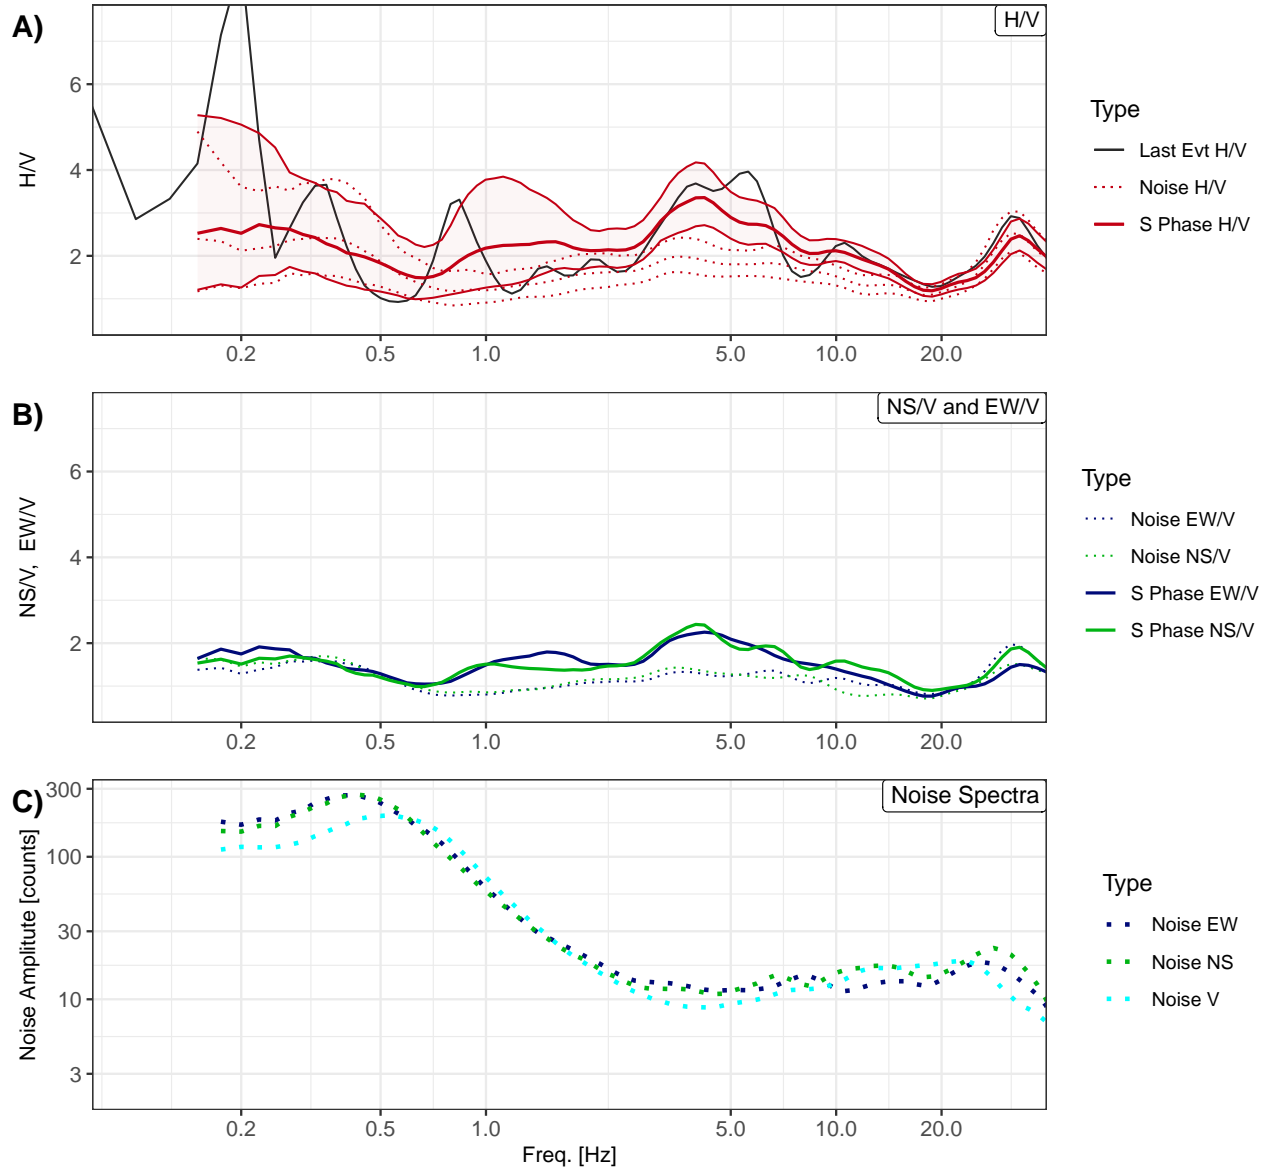 A)
H/V
6
4
2
H/V
0.2 0.5 1.0 5.0 10.0 20.0
Type
Last Evt H/V
Noise H/V
S Phase H/V
B)
NS/V and EW/V
6
4
2
NS/V,  EW/V
0.2 0.5 1.0 5.0 10.0 20.0
Type
Noise EW/V
Noise NS/V
S Phase EW/V
S Phase NS/V
C)
Noise Spectra
300
100
30
10
3
Noise Amplitute [counts]
0.2 0.5 1.0 5.0 10.0 20.0
Freq. [Hz]
Type
Noise EW
Noise NS
Noise V